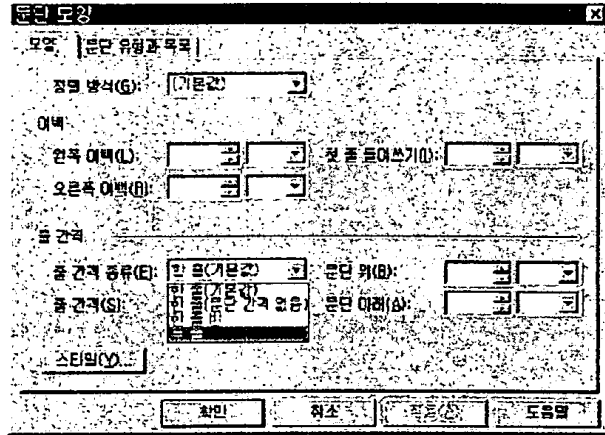 문단 모양
모양 문단 유형과 목록
정렬 방식(G): (기본값)
여백
왼쪽 여백(L): 첫 줄 들여쓰기(I):
오른쪽 여백(R):
줄 간격
줄 간격 종류(E): 한 줄(기본값) 문단 위(B):
줄 간격(S): 문단 아래(A):
한 줄(기본값)
스타일(Y)...
확인 취소 적용(A) 도움말